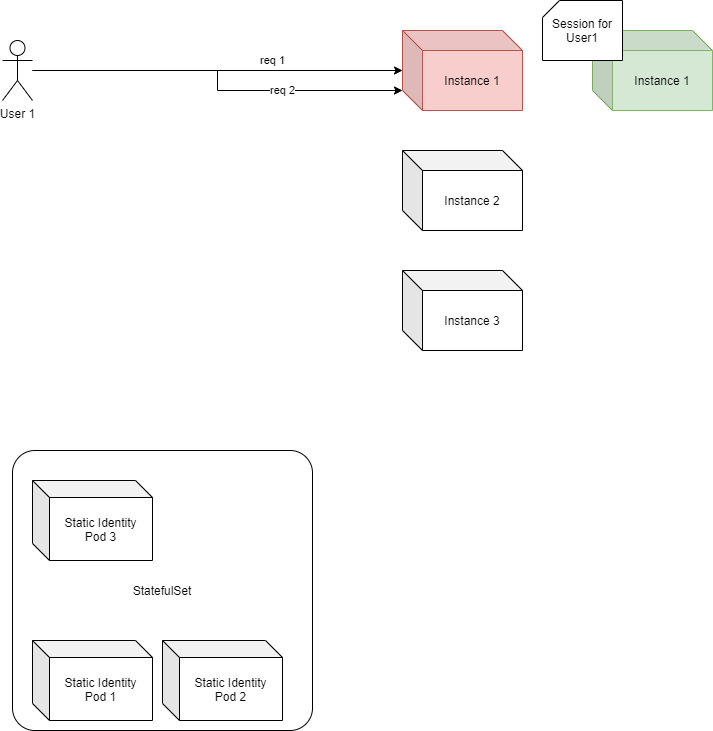 Session for
User1
req 1
Instance 1
Instance 1
req 2
User 1
Instance 2
Instance 3
Static Identity
Pod 3
StatefulSet
Static Identity
Pod 1
Static Identity
Pod 2